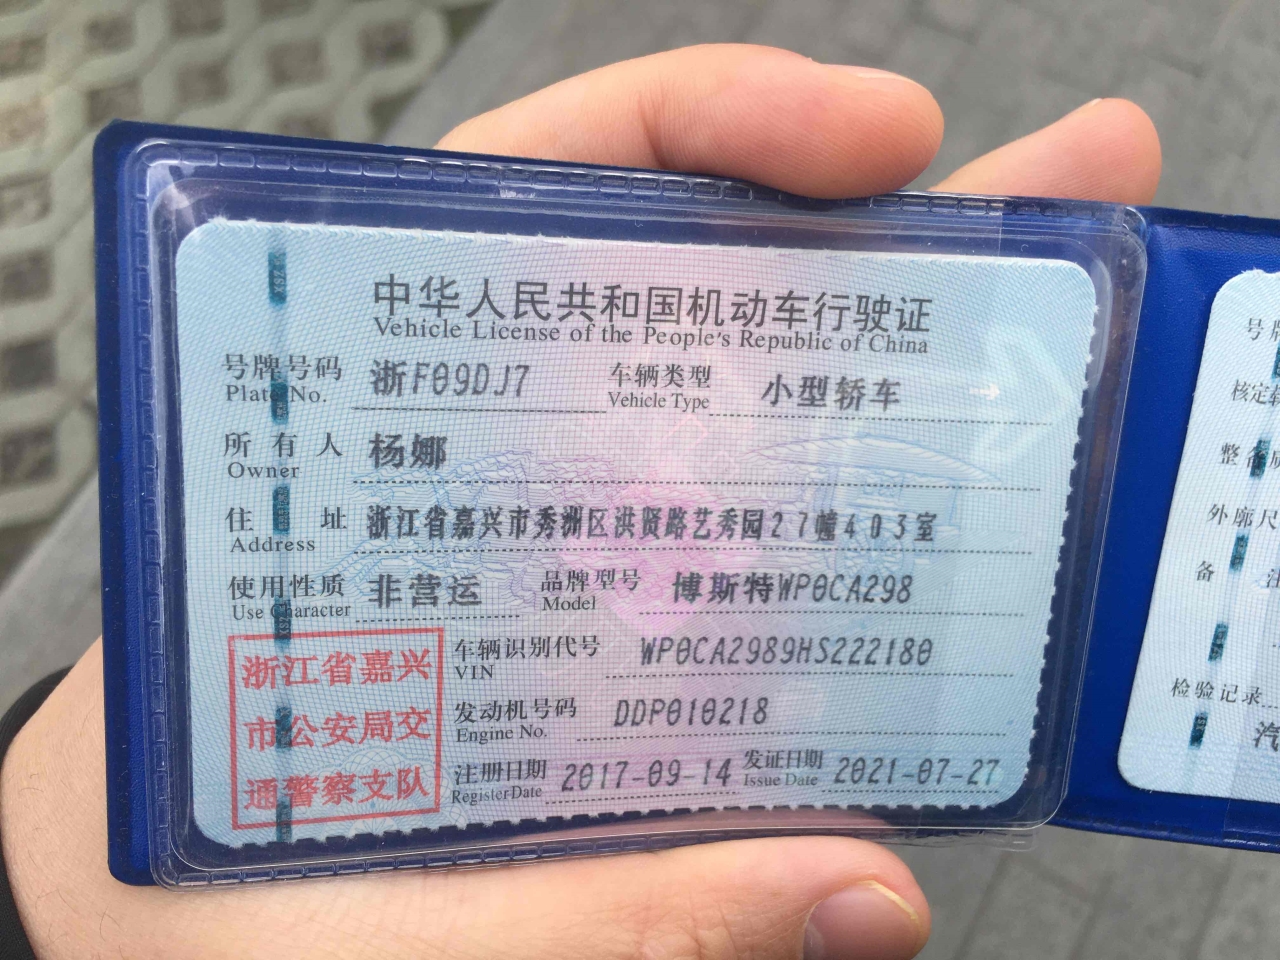 中华人民共和国机动车行驶证
Vehicle License of the People's Republic of China
号牌号码 浙F09DJ7 车辆类型 小型轿车
Plate No. Vehicle Type
所有人 杨娜
Owner
住址 浙江省嘉兴市秀洲区洪贤路艺秀园27幢403室
Address
使用性质 非营运 品牌型号 博斯特WP0CA298
Use Character Model
车辆识别代号 WP0CA2989HS222180
VIN
发动机号码 DDP010218
Engine No.
注册日期 2017-09-14 发证日期 2021-07-27
Register Date Issue Date
浙江省嘉兴
市公安局交
通警察支队
号牌
核定
整备
外廓尺
备
检验记录
汽